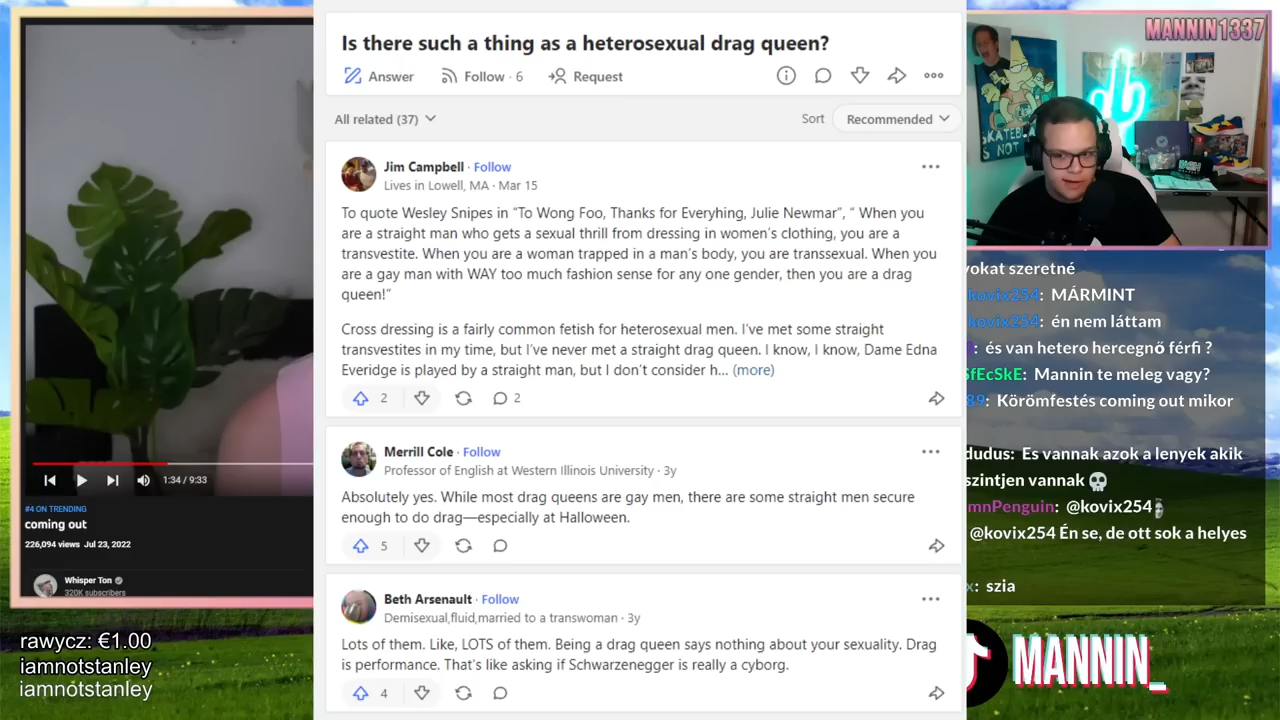 Is there such a thing as a heterosexual drag queen?
Answer
Follow · 6
Request
All related (37)
Sort
Recommended
Jim Campbell · Follow
Lives in Lowell, MA · Mar 15
To quote Wesley Snipes in “To Wong Foo, Thanks for Everyhing, Julie Newmar”, “ When you
are a straight man who gets a sexual thrill from dressing in women’s clothing, you are a
transvestite. When you are a woman trapped in a man’s body, you are transsexual. When you
are a gay man with WAY too much fashion sense for any one gender, then you are a drag
queen!”
Cross dressing is a fairly common fetish for heterosexual men. I’ve met some straight
transvestites in my time, but I’ve never met a straight drag queen. I know, I know, Dame Edna
Everidge is played by a straight man, but I don’t consider h... (more)
2
2
Merrill Cole · Follow
Professor of English at Western Illinois University · 3y
Absolutely yes. While most drag queens are gay men, there are some straight men secure
enough to do drag—especially at Halloween.
5
Beth Arsenault · Follow
Demisexual,fluid,married to a transwoman · 3y
Lots of them. Like, LOTS of them. Being a drag queen says nothing about your sexuality. Drag
is performance. That’s like asking if Schwarzenegger is really a cyborg.
4
1:34 / 9:33
#4 ON TRENDING
coming out
226,094 views Jul 23, 2022
Whisper Ton
320K subscribers
rawycz: €1.00
iamnotstanley
iamnotstanley
MANNIN1337
SKATEB
IS NOT
yokat szeretné
kovix254: MÁRMINT
kovix254: én nem láttam
: és van hetero hercegnő férfi ?
SfEcSkE: Mannin te meleg vagy?
89: Körömfestés coming out mikor
dudus: Es vannak azok a lenyek akik
szintjen vannak
mnPenguin: @kovix254
@kovix254 Én se, de ott sok a helyes
x: szia
MANNIN_